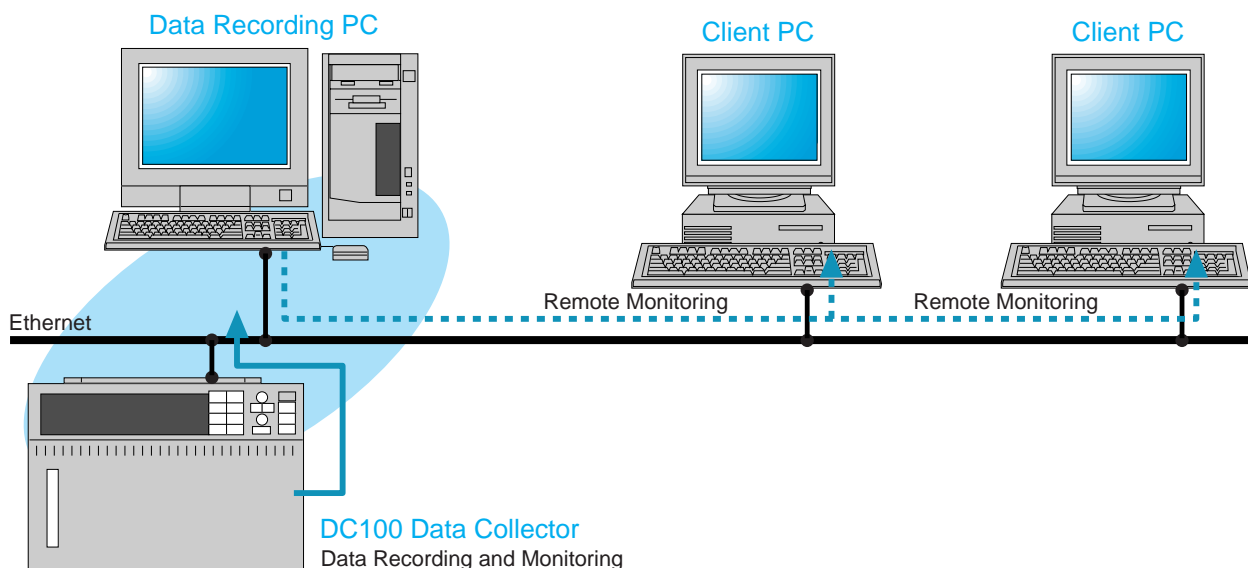 Data Recording PC
Client PC
Client PC
Remote Monitoring
Remote Monitoring
Ethernet
DC100 Data Collector
Data Recording and Monitoring